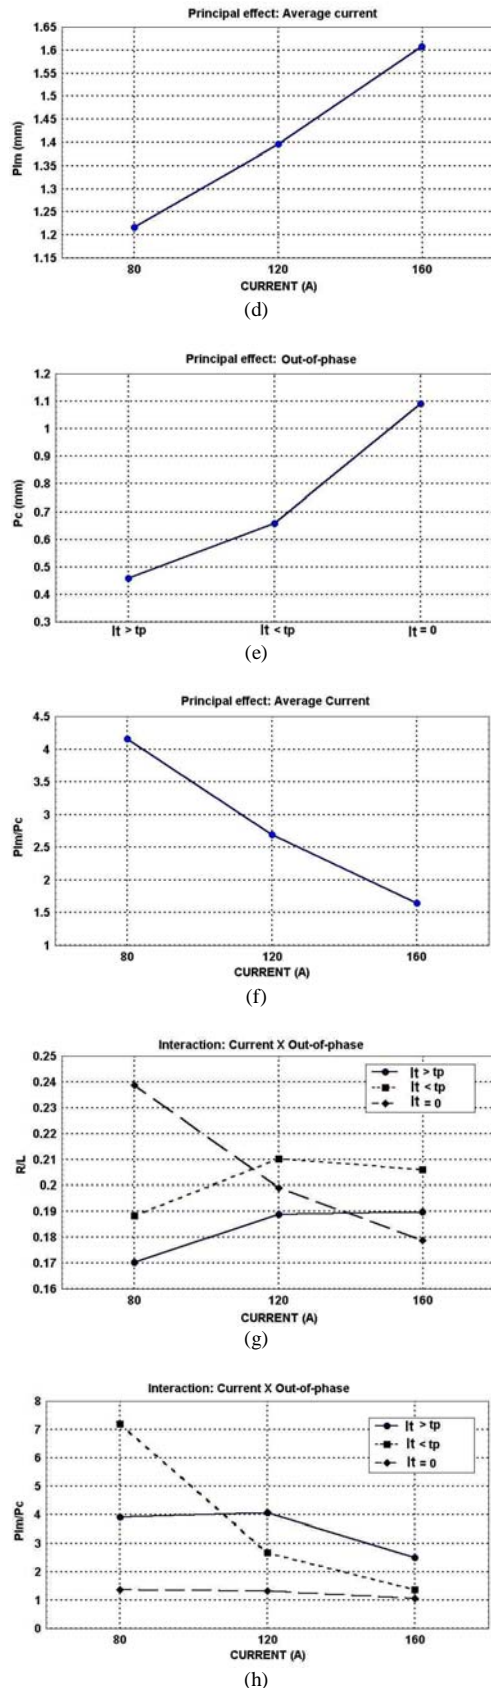 Principal effect: Average current
1.65
1.6
1.55
1.5
1.45
1.4
1.35
1.3
1.25
1.2
1.15
Plm (mm)
80 120 160
CURRENT (A)
(d)
Principal effect: Out-of-phase
1.2
1.1
1
0.9
0.8
0.7
0.6
0.5
0.4
0.3
Pc (mm)
It > tp It < tp It = 0
(e)
Principal effect: Average Current
4.5
4
3.5
3
2.5
2
1.5
1
Plm/Pc
80 120 160
CURRENT (A)
(f)
Interaction: Current X Out-of-phase
0.25
0.24
0.23
0.22
0.21
0.2
0.19
0.18
0.17
0.16
R/L
It > tp
It < tp
It = 0
80 120 160
CURRENT (A)
(g)
Interaction: Current X Out-of-phase
8
7
6
5
4
3
2
1
0
Plm/Pc
It > tp
It < tp
It = 0
80 120 160
CURRENT (A)
(h)